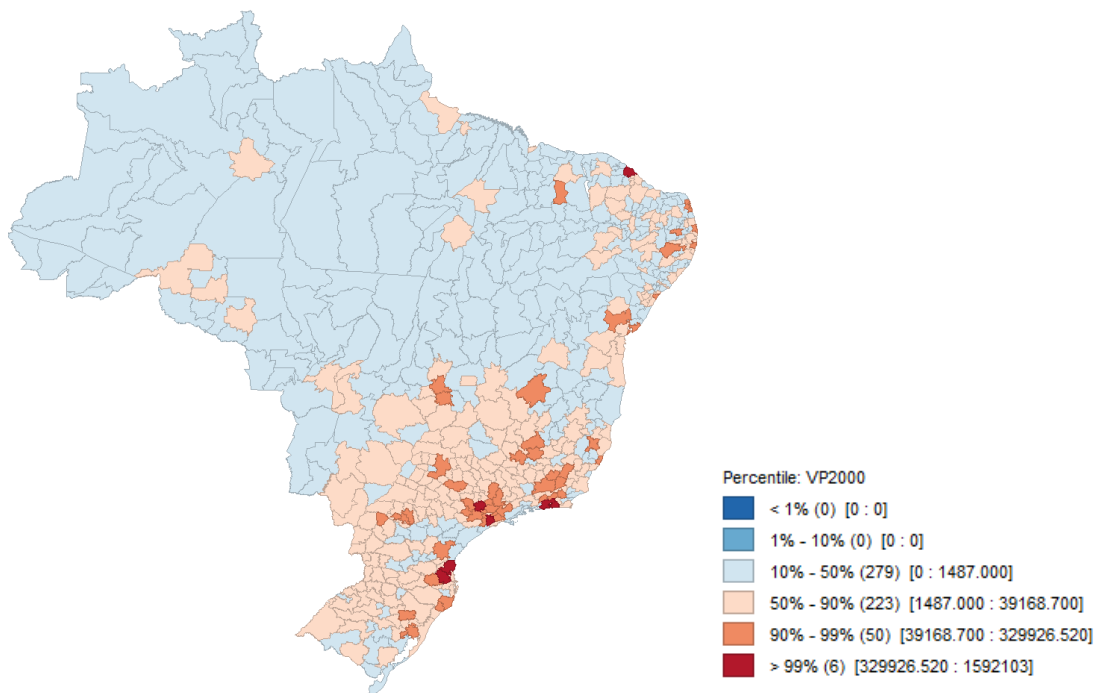 Percentile: VP2000
< 1% (0) [0 : 0]
1% - 10% (0) [0 : 0]
10% - 50% (279) [0 : 1487.000]
50% - 90% (223) [1487.000 : 39168.700]
90% - 99% (50) [39168.700 : 329926.520]
> 99% (6) [329926.520 : 1592103]